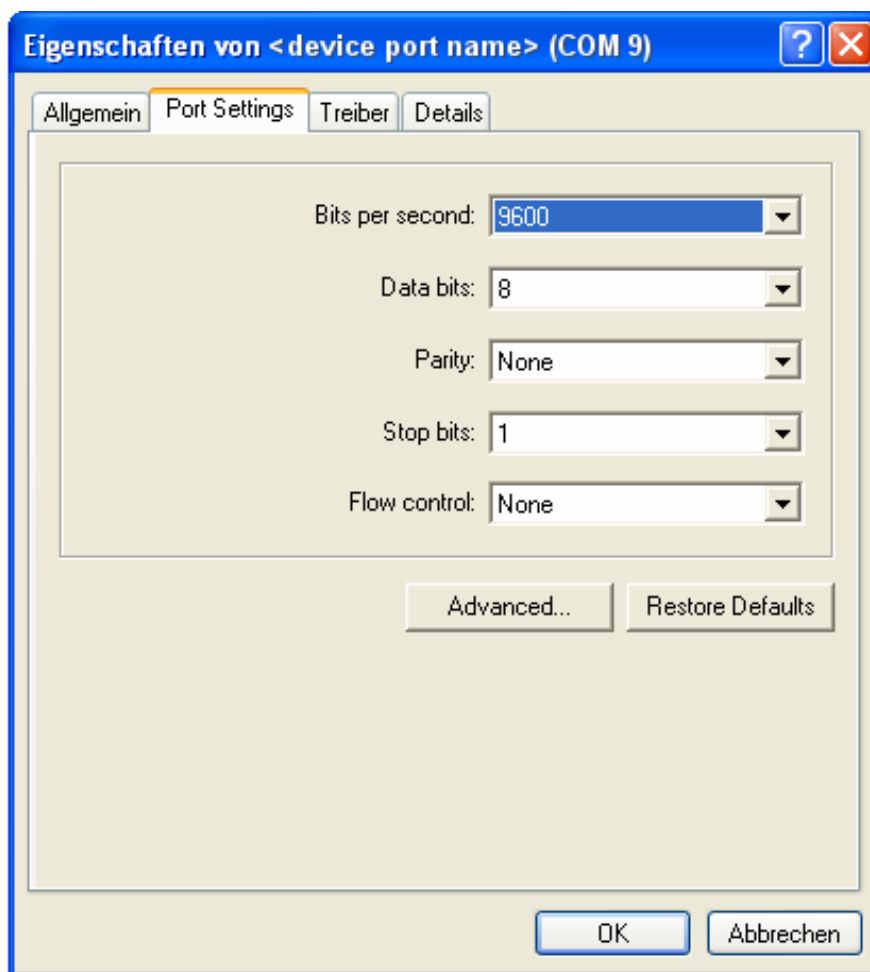 Eigenschaften von <device port name> (COM 9)
Allgemein Port Settings Treiber Details
Bits per second: 9600
Data bits: 8
Parity: None
Stop bits: 1
Flow control: None
Advanced... Restore Defaults
OK Abbrechen